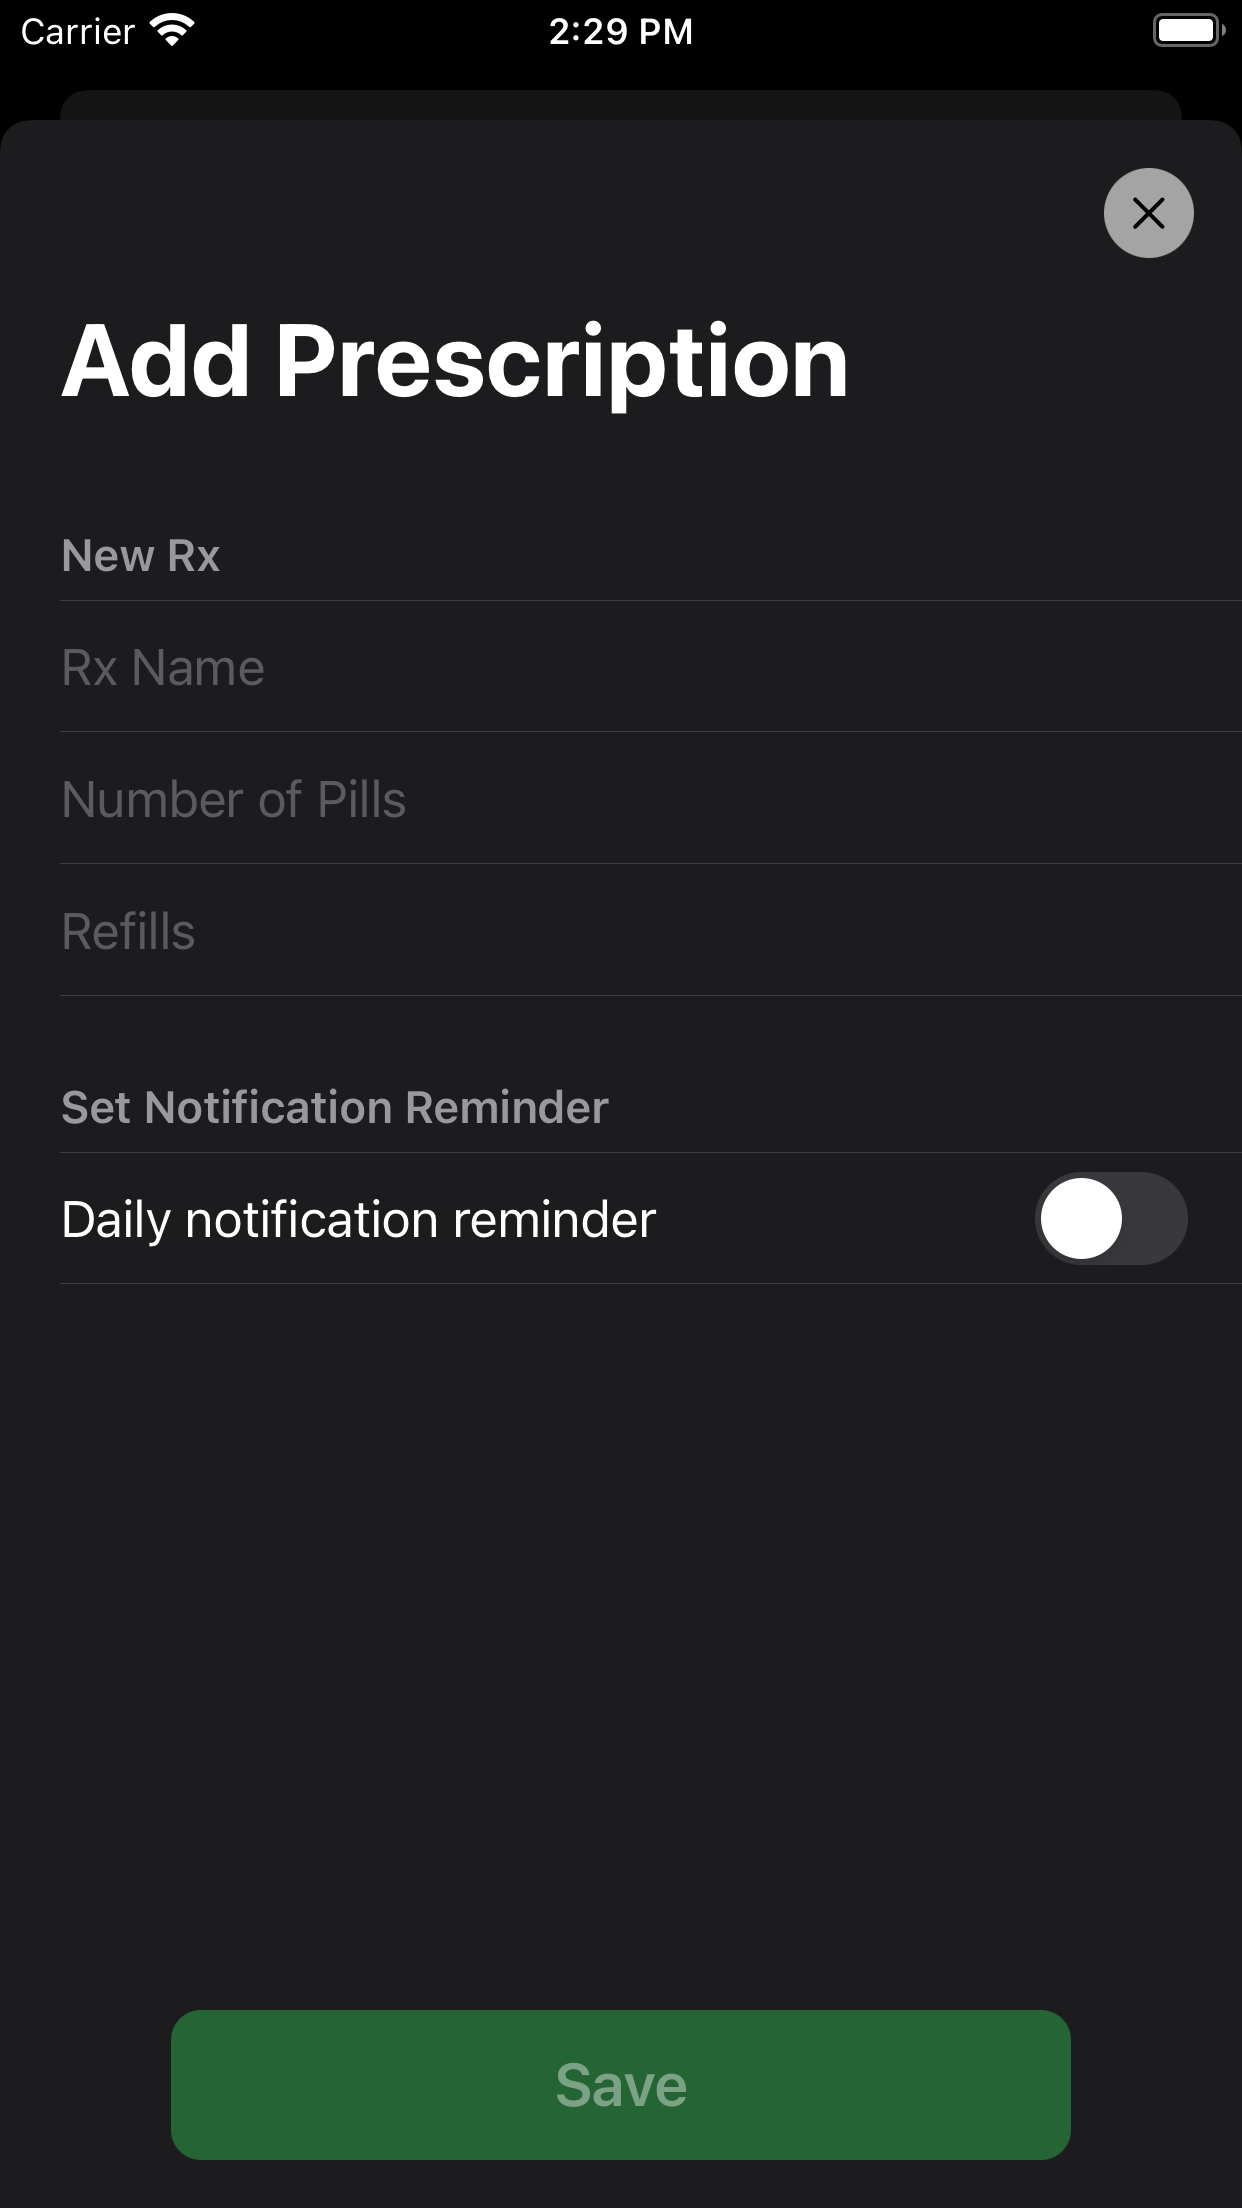 Carrier 2:29 PM
Add Prescription
New Rx
Rx Name
Number of Pills
Refills
Set Notification Reminder
Daily notification reminder
Save